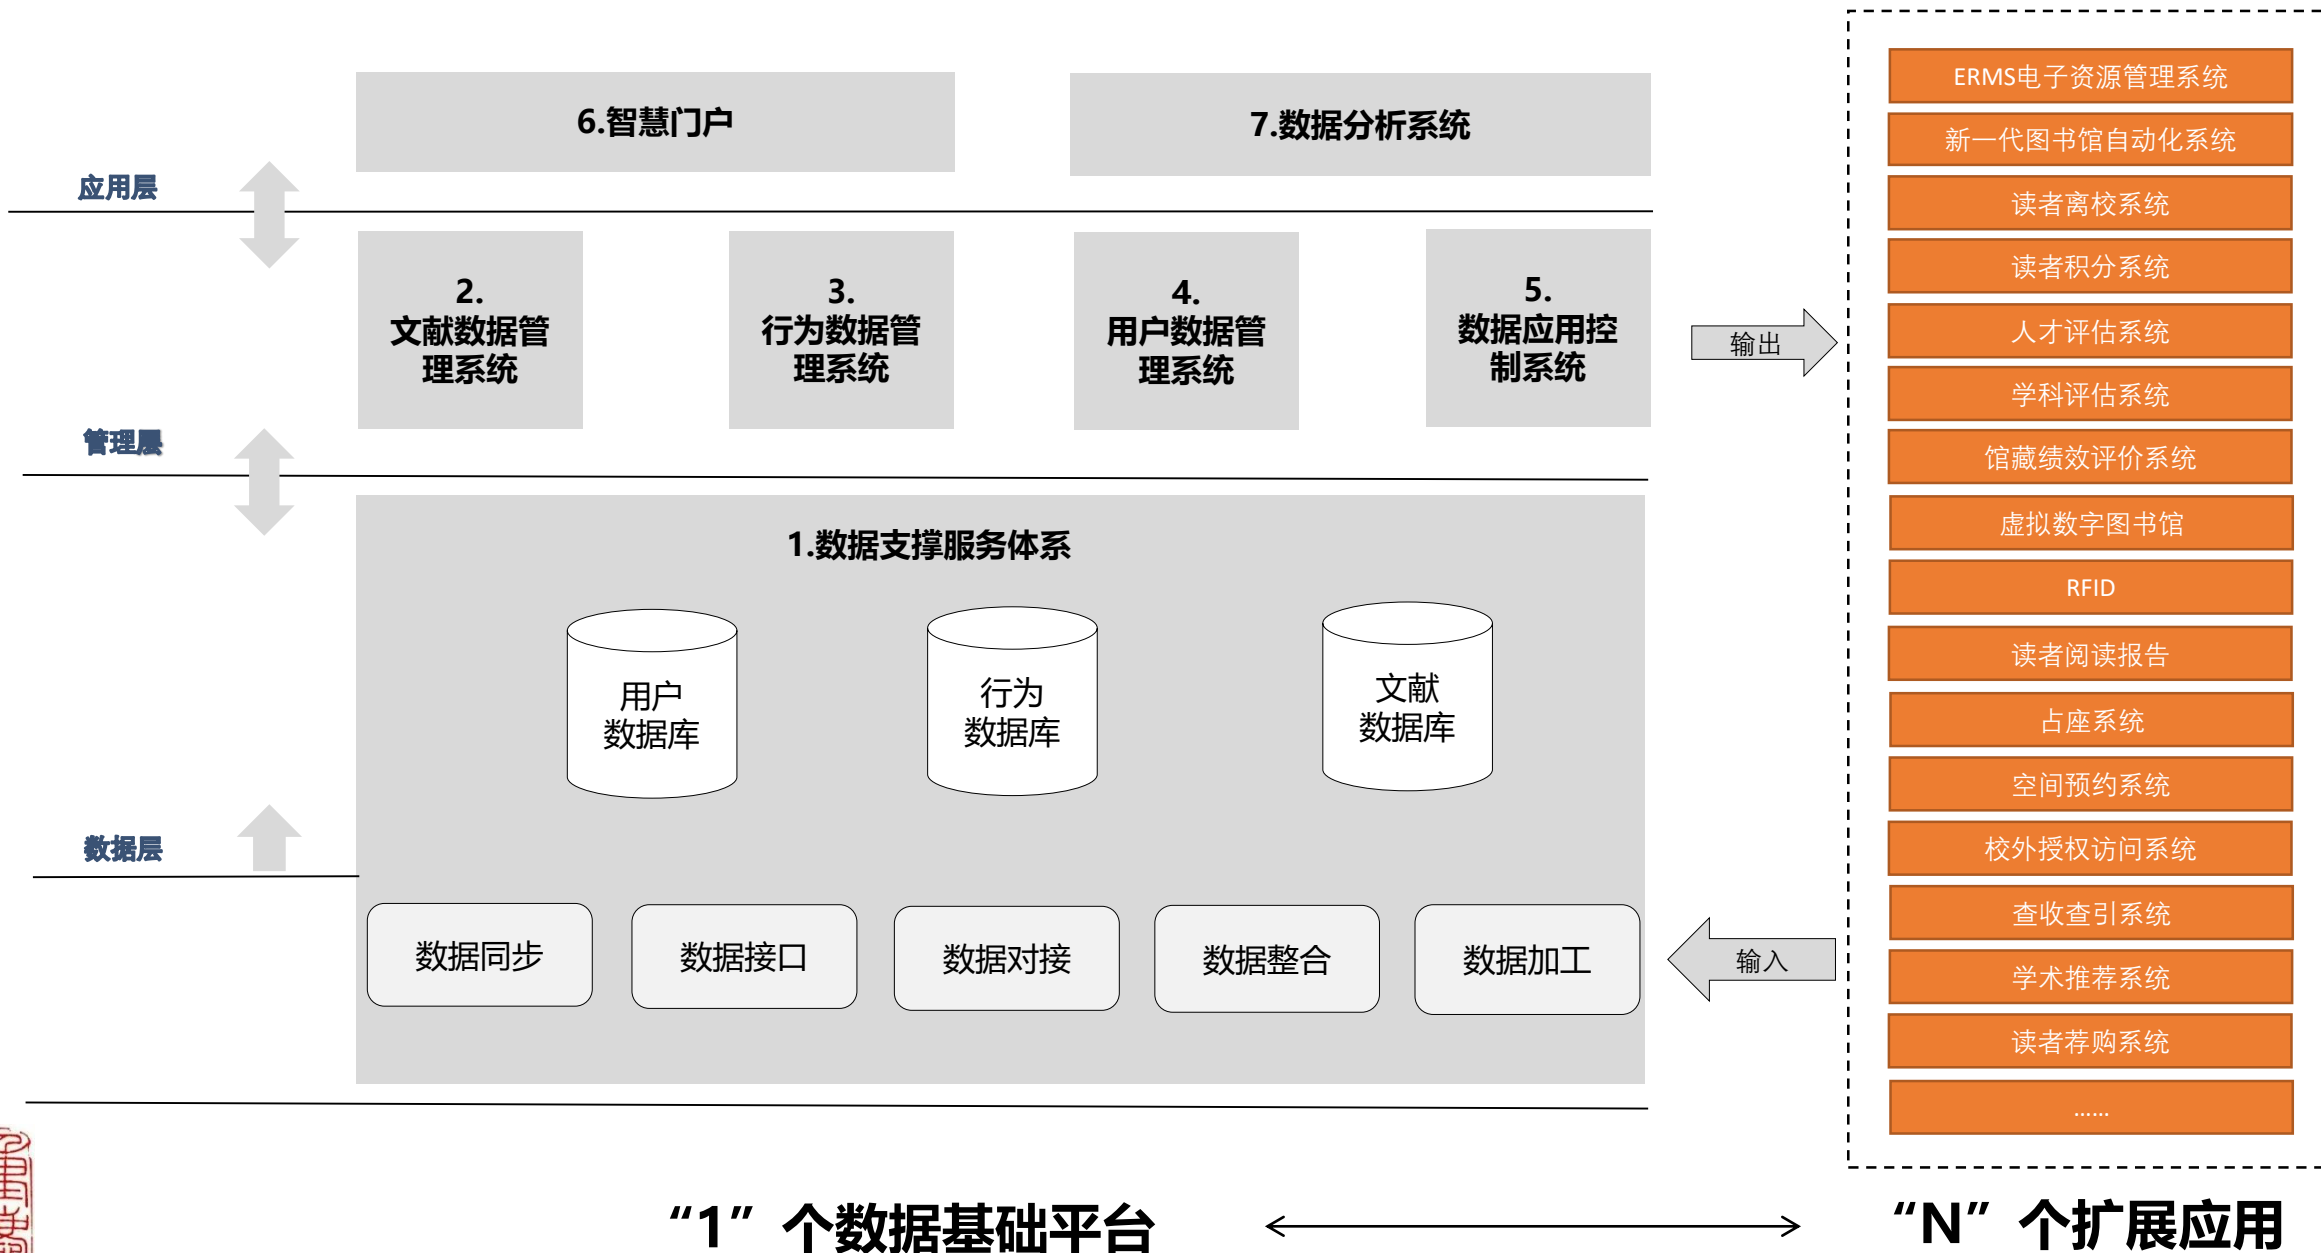 6.智慧门户
7.数据分析系统
应用层
2.
文献数据管
理系统
3.
行为数据管
理系统
4.
用户数据管
理系统
5.
数据应用控
制系统
管理层
1.数据支撑服务体系
用户
数据库
行为
数据库
文献
数据库
数据层
数据同步
数据接口
数据对接
数据整合
数据加工
输出
输入
ERMS电子资源管理系统
新一代图书馆自动化系统
读者离校系统
读者积分系统
人才评估系统
学科评估系统
馆藏绩效评价系统
虚拟数字图书馆
RFID
读者阅读报告
占座系统
空间预约系统
校外授权访问系统
查收查引系统
学术推荐系统
读者荐购系统
……
“1”个数据基础平台
“N”个扩展应用